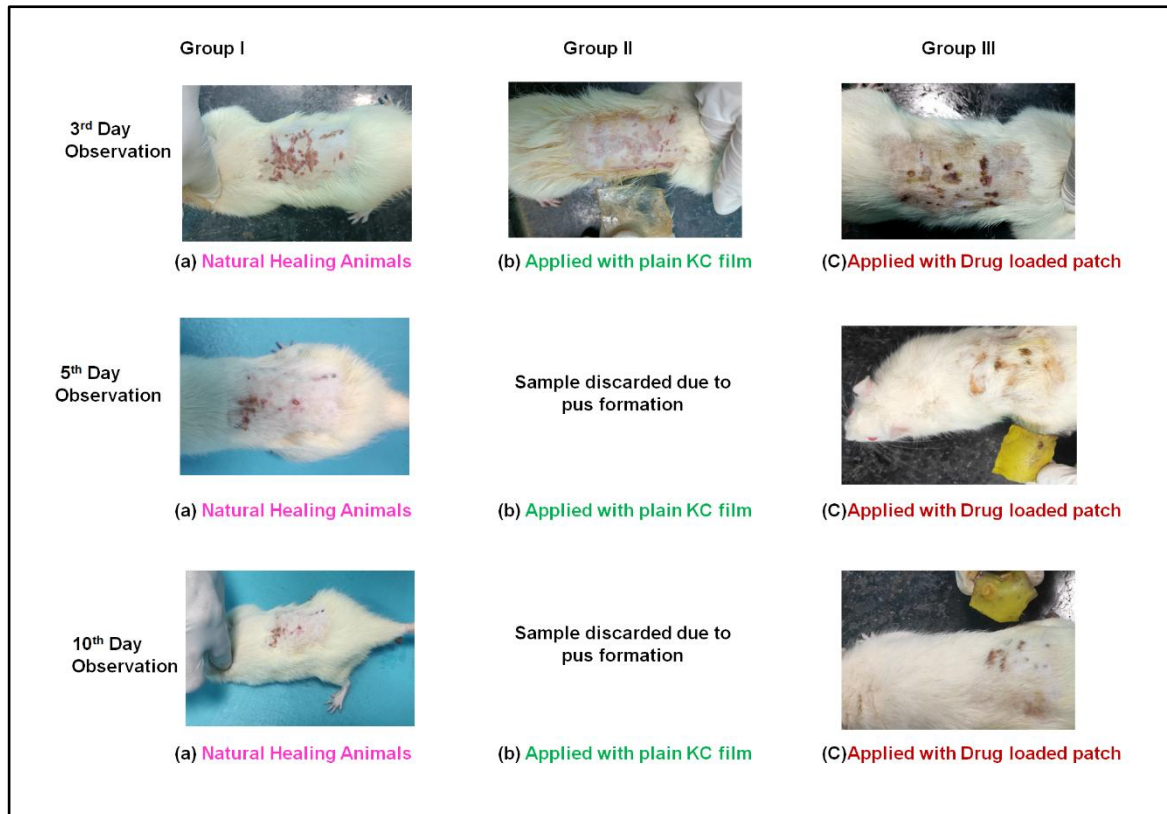 Group I
Group II
Group III
3rd Day
Observation
(a) Natural Healing Animals
(b) Applied with plain KC film
(C)Applied with Drug loaded patch
5th Day
Observation
Sample discarded due to
pus formation
(a) Natural Healing Animals
(b) Applied with plain KC film
(C)Applied with Drug loaded patch
10th Day
Observation
Sample discarded due to
pus formation
(a) Natural Healing Animals
(b) Applied with plain KC film
(C)Applied with Drug loaded patch